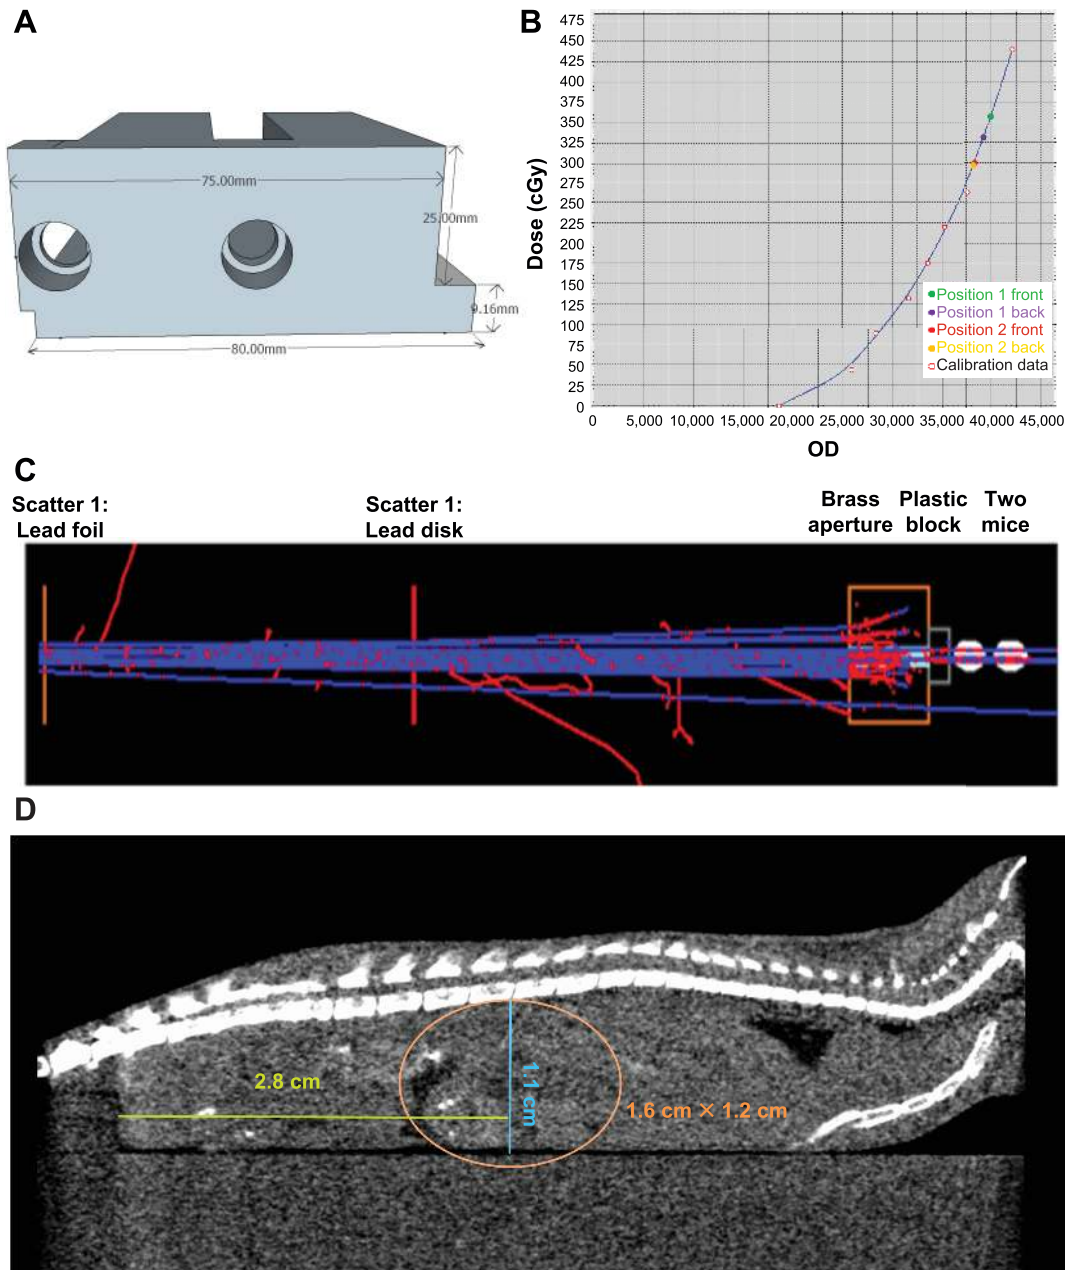 A
75.00mm
25.00mm
9.16mm
80.00mm
B
Dose (cGy)
475
450
425
400
375
350
325
300
275
250
225
200
175
150
125
100
75
50
25
0
Position 1 front
Position 1 back
Position 2 front
Position 2 back
Calibration data
0 5,000 10,000 15,000 20,000 25,000 30,000 35,000 40,000 45,000
OD
C
Scatter 1:
Lead foil
Scatter 1:
Lead disk
Brass
aperture
Plastic
block
Two
mice
D
2.8 cm
1.1 cm
1.6 cm × 1.2 cm